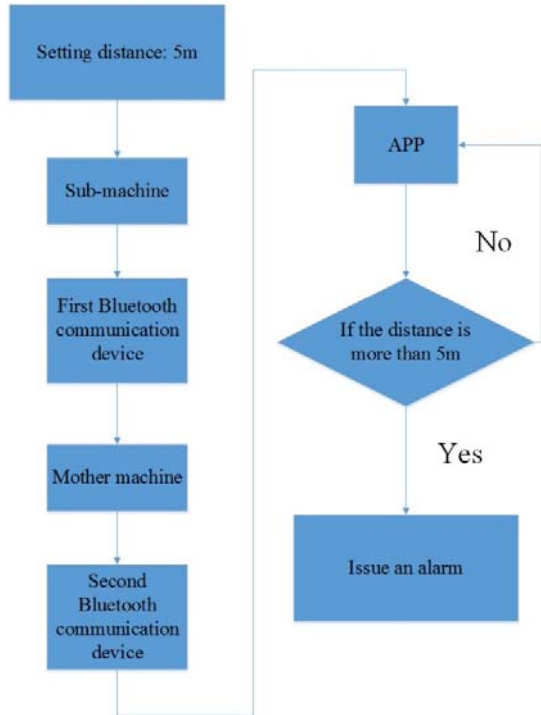 Setting distance: 5m
Sub-machine
First Bluetooth
communication
device
Mother machine
Second
Bluetooth
communication
device
APP
No
If the distance is
more than 5m
Yes
Issue an alarm